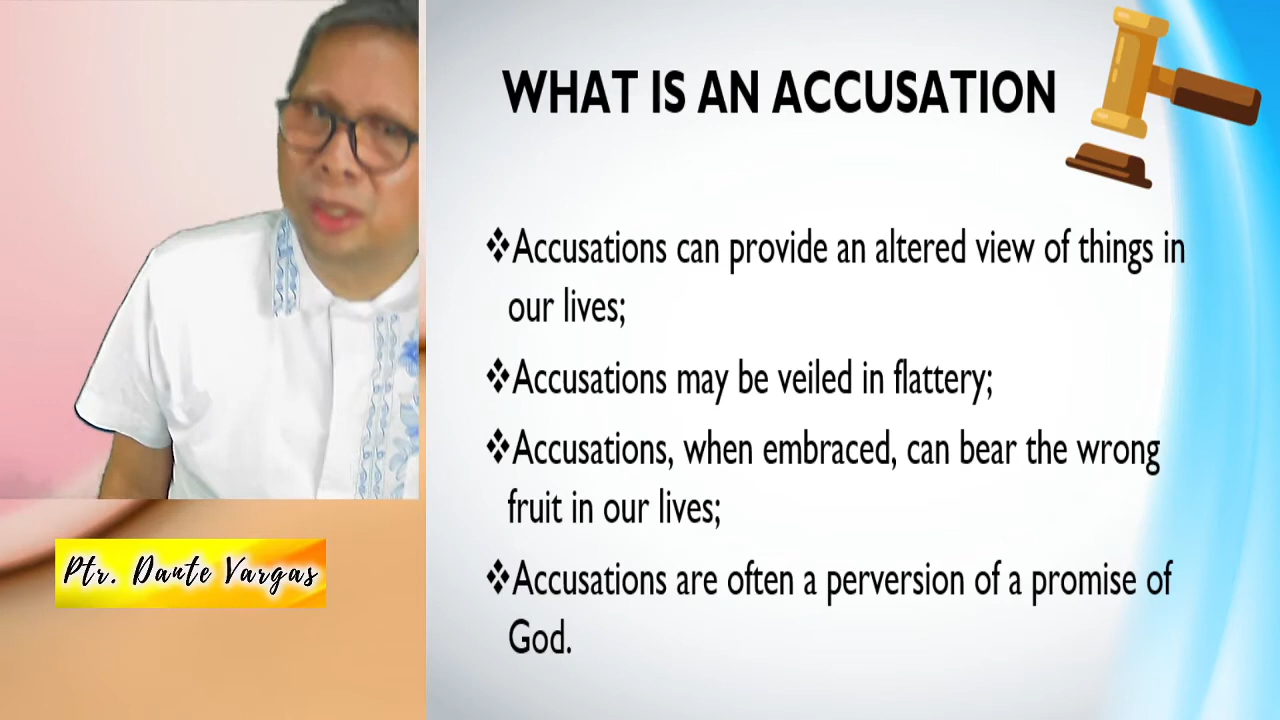 WHAT IS AN ACCUSATION
❖Accusations can provide an altered view of things in
our lives;
❖Accusations may be veiled in flattery;
❖Accusations, when embraced, can bear the wrong
fruit in our lives;
❖Accusations are often a perversion of a promise of
God.
Ptr. Dante Vargas